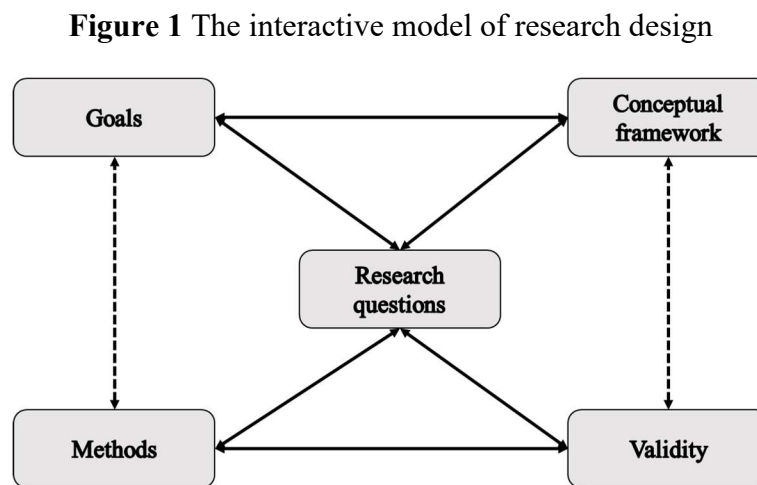 Figure 1 The interactive model of research design
Goals
Conceptual
framework
Research
questions
Methods
Validity